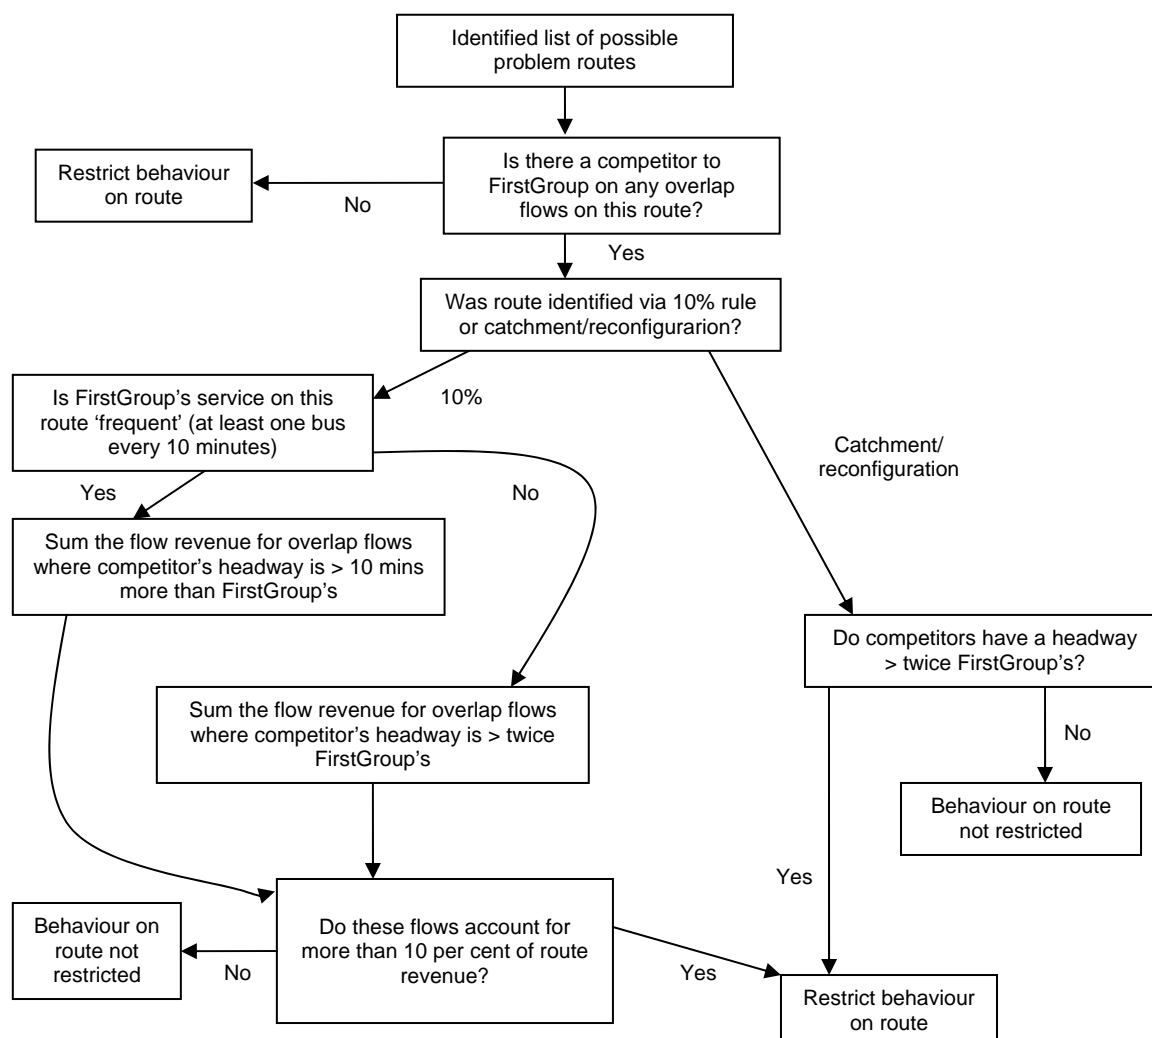 Identified list of possible
problem routes
Is there a competitor to
FirstGroup on any overlap
flows on this route?
Restrict behaviour
on route
No
Yes
Was route identified via 10% rule
or catchment/reconfigurarion?
Is FirstGroup's service on this
route 'frequent' (at least one bus
every 10 minutes)
10%
Catchment/
reconfiguration
Yes
No
Sum the flow revenue for overlap flows
where competitor's headway is > 10 mins
more than FirstGroup's
Do competitors have a headway
> twice FirstGroup's?
Sum the flow revenue for overlap flows
where competitor's headway is > twice
FirstGroup's
No
Behaviour on route
not restricted
Yes
Do these flows account for
more than 10 per cent of route
revenue?
Behaviour on
route not
restricted
No
Yes
Restrict behaviour
on route